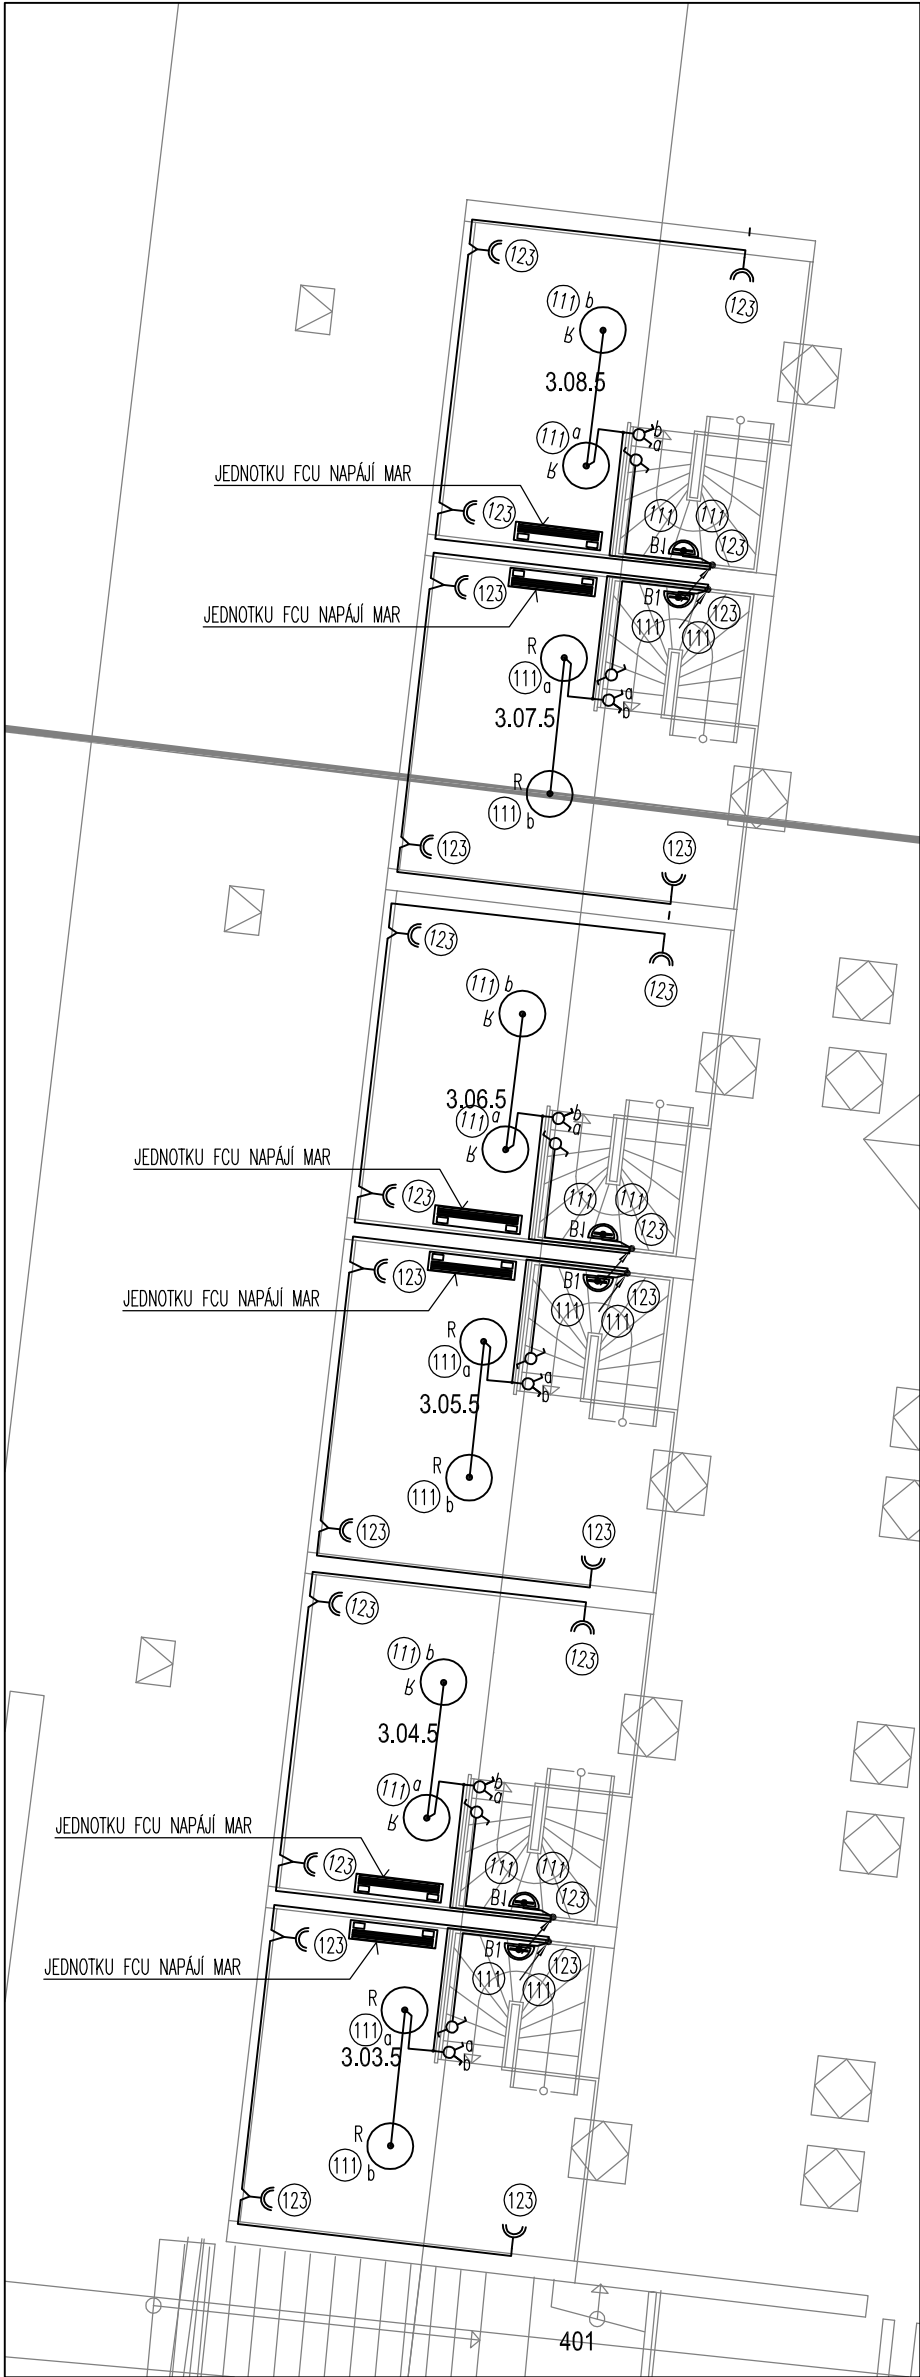 123
123
111 b
R
3.08.5
111 a
R
b
a
JEDNOTKU FCU NAPÁJÍ MAR
123
111
111
B1
123
123
JEDNOTKU FCU NAPÁJÍ MAR
B1
123
111
111
R
111 a
a
b
3.07.5
R
111 b
123
123
123
123
111 b
R
3.06.5
111 a
R
b
a
JEDNOTKU FCU NAPÁJÍ MAR
123
111
111
B1
123
123
JEDNOTKU FCU NAPÁJÍ MAR
B1
123
111
111
R
111 a
a
b
3.05.5
R
111 b
123
123
123
123
111 b
R
3.04.5
111 a
R
b
a
JEDNOTKU FCU NAPÁJÍ MAR
123
111
111
B1
123
123
JEDNOTKU FCU NAPÁJÍ MAR
B1
123
111
111
R
111 a
a
b
3.03.5
R
111 b
123
123
401